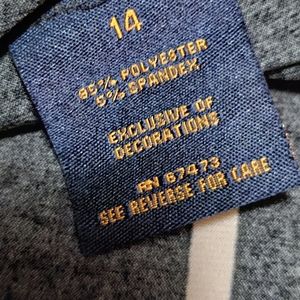 14
95% POLYESTER
5% SPANDEX
EXCLUSIVE OF
DECORATIONS
RN 67473
SEE REVERSE FOR CARE